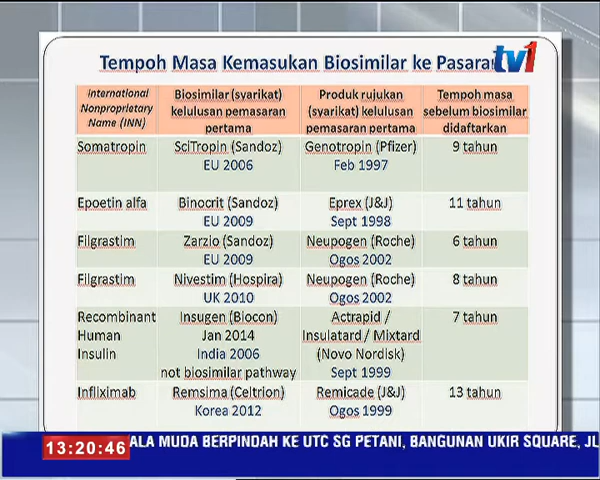 Tempoh Masa Kemasukan Biosimilar ke Pasaran
tv1
International Nonproprietary Name (INN)
Biosimilar (syarikat) kelulusan pemasaran pertama
Produk rujukan (syarikat) kelulusan pemasaran pertama
Tempoh masa sebelum biosimilar didaftarkan
Somatropin
SciTropin (Sandoz)
EU 2006
Genotropin (Pfizer)
Feb 1997
9 tahun
Epoetin alfa
Binocrit (Sandoz)
EU 2009
Eprex (J&J)
Sept 1998
11 tahun
Filgrastim
Zarzio (Sandoz)
EU 2009
Neupogen (Roche)
Ogos 2002
6 tahun
Filgrastim
Nivestim (Hospira)
UK 2010
Neupogen (Roche)
Ogos 2002
8 tahun
Recombinant
Human
Insulin
Insugen (Biocon)
Jan 2014
India 2006
not biosimilar pathway
Actrapid /
Insulatard / Mixtard
(Novo Nordisk)
Sept 1999
7 tahun
Infliximab
Remsima (Celtrion)
Korea 2012
Remicade (J&J)
Ogos 1999
13 tahun
13:20:46
ALA MUDA BERPINDAH KE UTC SG PETANI, BANGUNAN UKIR SQUARE, JL